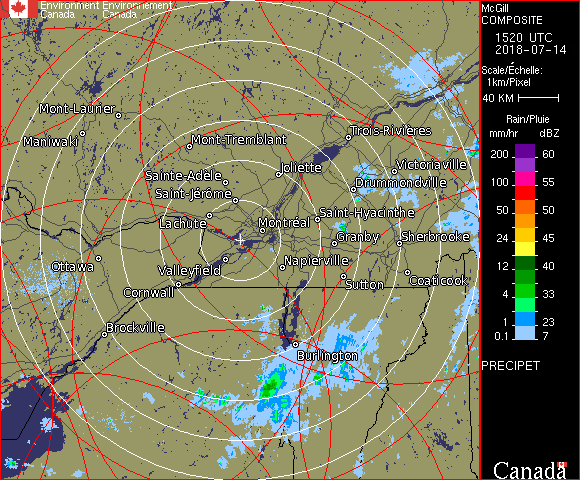 Environment Environnement
Canada Canada
McGill
COMPOSITE
1520 UTC
2018-07-14
Scale/Échelle:
1km/Pixel
40 KM
Rain/Pluie
mm/hr dBZ
200 60
100 55
50 50
24 45
12 40
4 33
1 23
0.1 7
PRECIPET
Mont-Laurier
Maniwaki
Mont-Tremblant
Trois-Rivières
Joliette
Victoriaville
Sainte-Adèle
Drummondville
Saint-Jérôme
Lachute
Saint-Hyacinthe
Montréal
Granby
Sherbrooke
Ottawa
Valleyfield
Napierville
Sutton
Coaticook
Cornwall
Brockville
Burlington
Canada